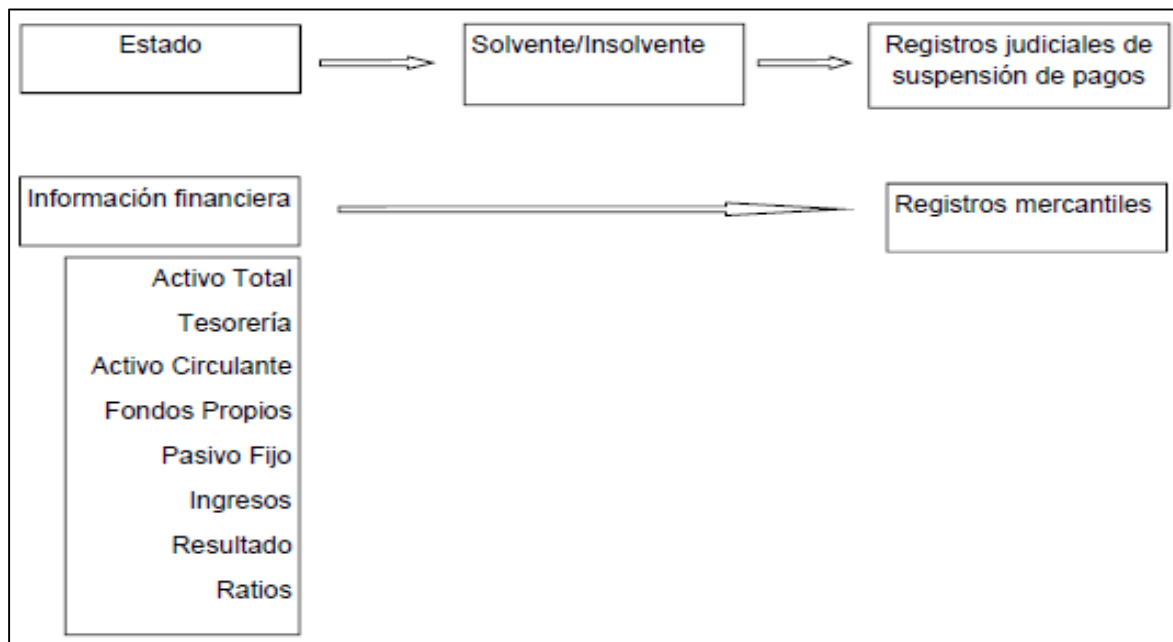 Estado
Solvente/Insolvente
Registros judiciales de
suspensión de pagos
Información financiera
Registros mercantiles
Activo Total
Tesorería
Activo Circulante
Fondos Propios
Pasivo Fijo
Ingresos
Resultado
Ratios